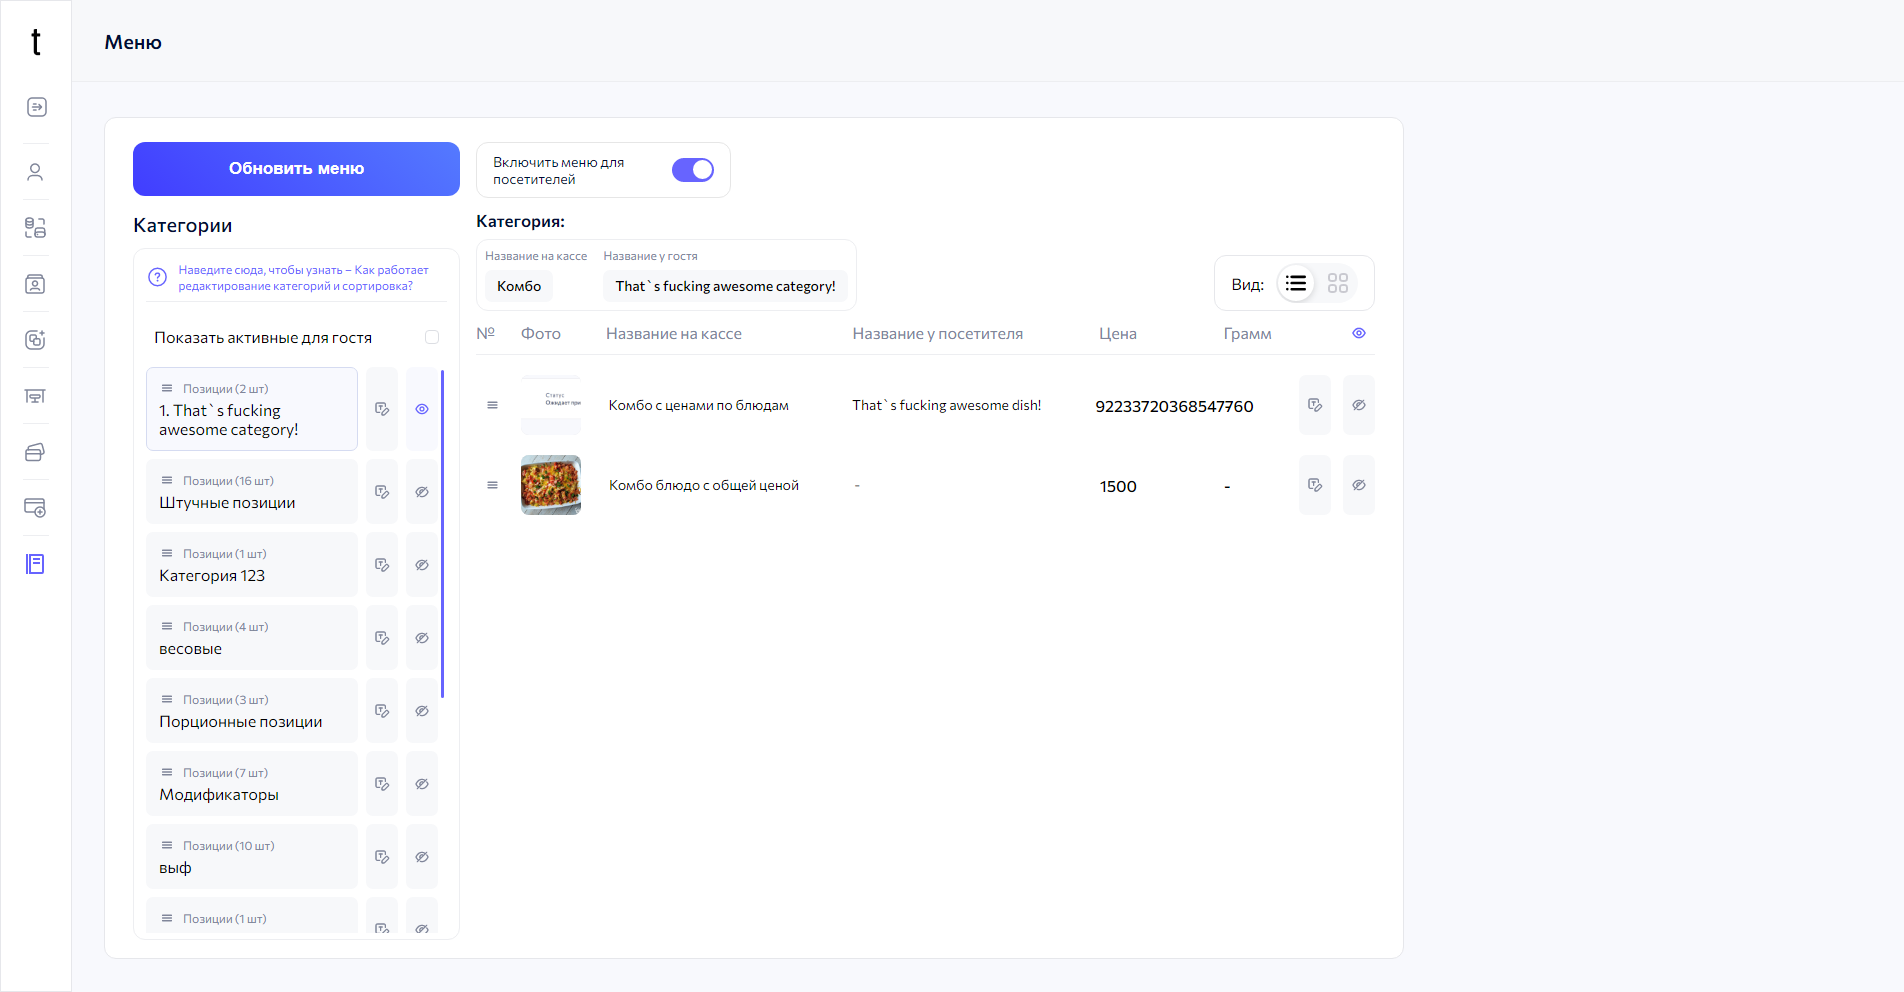 t
Меню
Обновить меню
Включить меню для
посетителей
Категории
Наведите сюда, чтобы узнать – Как работает
редактирование категорий и сортировка?
Показать активные для гостя
Позиции (2 шт)
1. That`s fucking
awesome category!
Позиции (16 шт)
Штучные позиции
Позиции (1 шт)
Категория 123
Позиции (4 шт)
весовые
Позиции (3 шт)
Порционные позиции
Позиции (7 шт)
Модификаторы
Позиции (10 шт)
выф
Позиции (1 шт)
Категория:
Название на кассе Название у гостя
Комбо That`s fucking awesome category!
Вид:
№ Фото Название на кассе Название у посетителя Цена Грамм
Статус
Ожидает при
Комбо с ценами по блюдам That`s fucking awesome dish!
Комбо блюдо с общей ценой - 1500 -